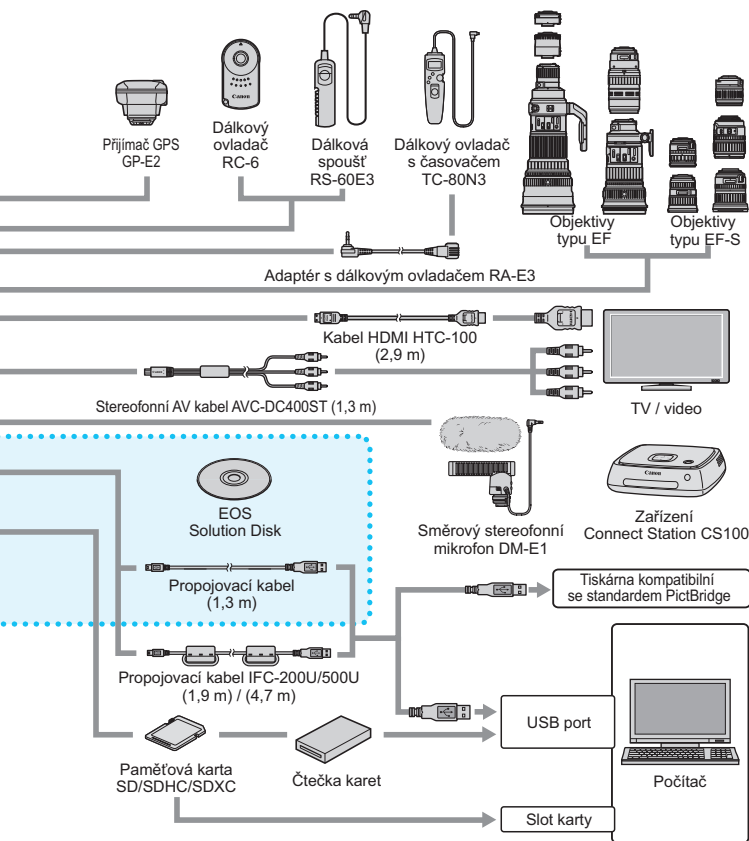 Canon
Přijímač GPS
GP-E2
Dálkový
ovladač
RC-6
Dálková
spoušť
RS-60E3
Dálkový ovladač
s časovačem
TC-80N3
Objektivy
typu EF
Objektivy
typu EF-S
Adaptér s dálkovým ovladačem RA-E3
Kabel HDMI HTC-100
(2,9 m)
Stereofonní AV kabel AVC-DC400ST (1,3 m)
TV / video
EOS
Solution Disk
Směrový stereofonní
mikrofon DM-E1
Canon
Zařízení
Connect Station CS100
Propojovací kabel
(1,3 m)
Tiskárna kompatibilní
se standardem PictBridge
Propojovací kabel IFC-200U/500U
(1,9 m) / (4,7 m)
USB port
Paměťová karta
SD/SDHC/SDXC
Čtečka karet
Počítač
Slot karty